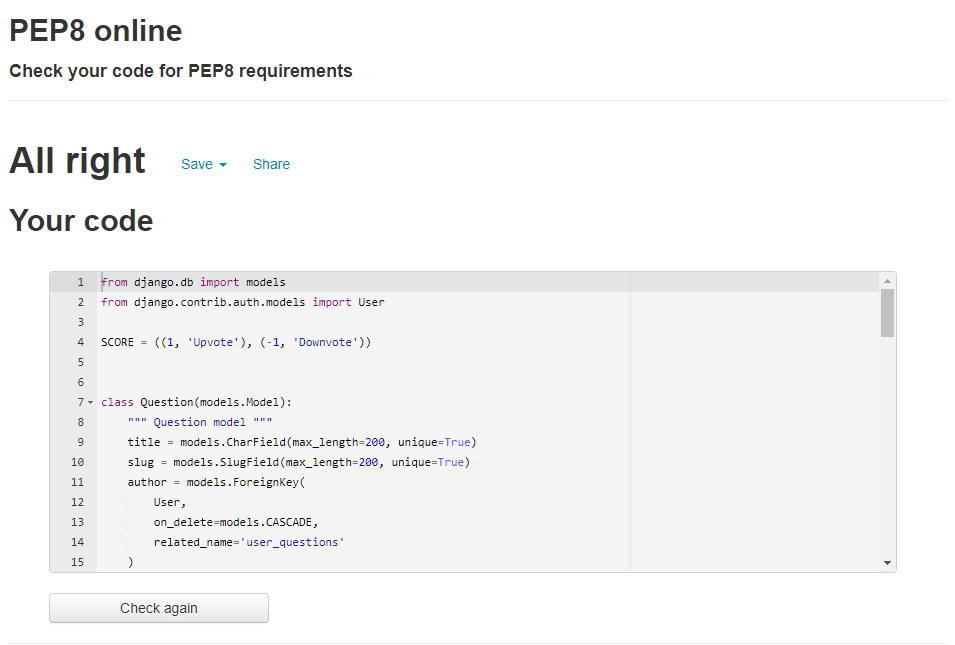 PEP8 online
Check your code for PEP8 requirements
All right Save Share
Your code
1 from django.db import models
2 from django.contrib.auth.models import User
3
4 SCORE = ((1, 'Upvote'), (-1, 'Downvote'))
5
6
7 class Question(models.Model):
8 """ Question model """
9 title = models.CharField(max_length=200, unique=True)
10 slug = models.SlugField(max_length=200, unique=True)
11 author = models.ForeignKey(
12 User,
13 on_delete=models.CASCADE,
14 related_name='user_questions'
15 )
Check again